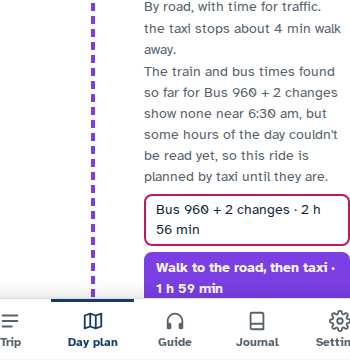 By road, with time for traffic.
the taxi stops about 4 min walk
away.
The train and bus times found
so far for Bus 960 + 2 changes
show none near 6:30 am, but
some hours of the day couldn't
be read yet, so this ride is
planned by taxi until they are.
Bus 960 + 2 changes · 2 h
56 min
Walk to the road, then taxi ·
1 h 59 min
Trip
Day plan
Guide
Journal
Settin